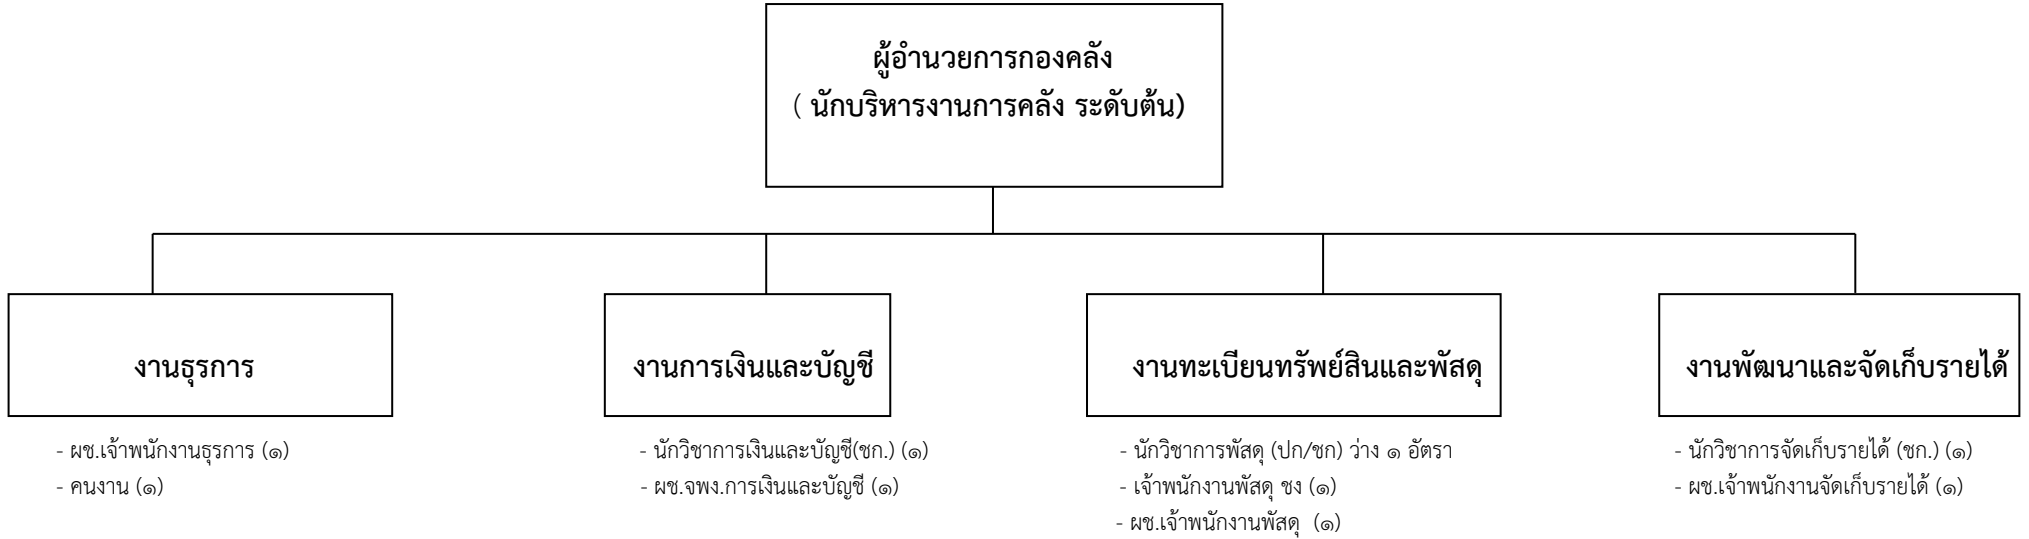 ผู้อำนวยการกองคลัง
( นักบริหารงานการคลัง ระดับต้น)
งานธุรการ
- ผช.เจ้าพนักงานธุรการ (๑)
- คนงาน (๑)
งานการเงินและบัญชี
- นักวิชาการเงินและบัญชี(ชก.) (๑)
- ผช.จพง.การเงินและบัญชี (๑)
งานทะเบียนทรัพย์สินและพัสดุ
- นักวิชาการพัสดุ (ปก/ชก) ว่าง ๑ อัตรา
- เจ้าพนักงานพัสดุ ชง (๑)
- ผช.เจ้าพนักงานพัสดุ (๑)
งานพัฒนาและจัดเก็บรายได้
- นักวิชาการจัดเก็บรายได้ (ชก.) (๑)
- ผช.เจ้าพนักงานจัดเก็บรายได้ (๑)